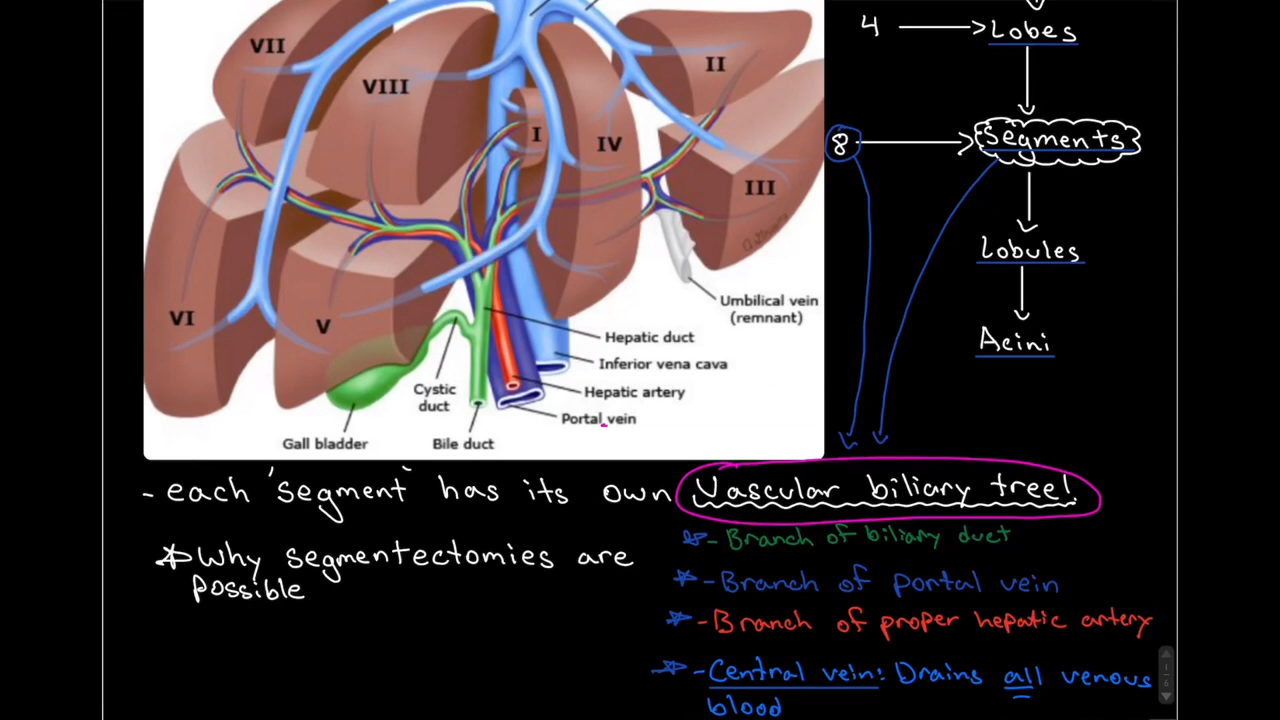 VII
VIII
II
I
IV
III
VI
V
Umbilical vein
(remnant)
Hepatic duct
Inferior vena cava
Cystic
duct
Hepatic artery
Portal vein
Gall bladder
Bile duct
4
Lobes
8
Segments
Lobules
Acini
- each "segment" has its own Vascular biliary tree!
Why segmentectomies are
possible
- Branch of biliary duct
- Branch of portal vein
- Branch of proper hepatic artery
- Central vein: Drains all venous
blood
1
6